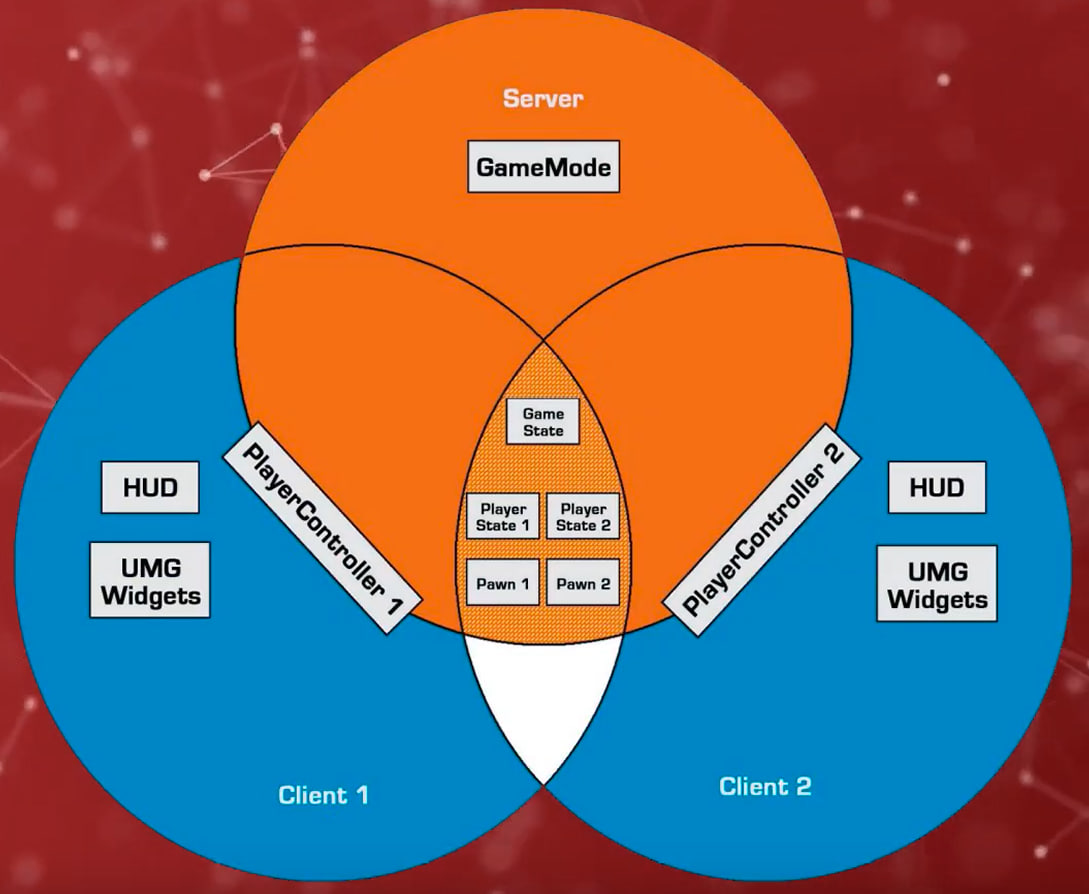 Server
GameMode
Game
State
HUD
PlayerController 1
Player
State 1
Player
State 2
PlayerController 2
HUD
UMG
Widgets
Pawn 1
Pawn 2
UMG
Widgets
Client 1
Client 2